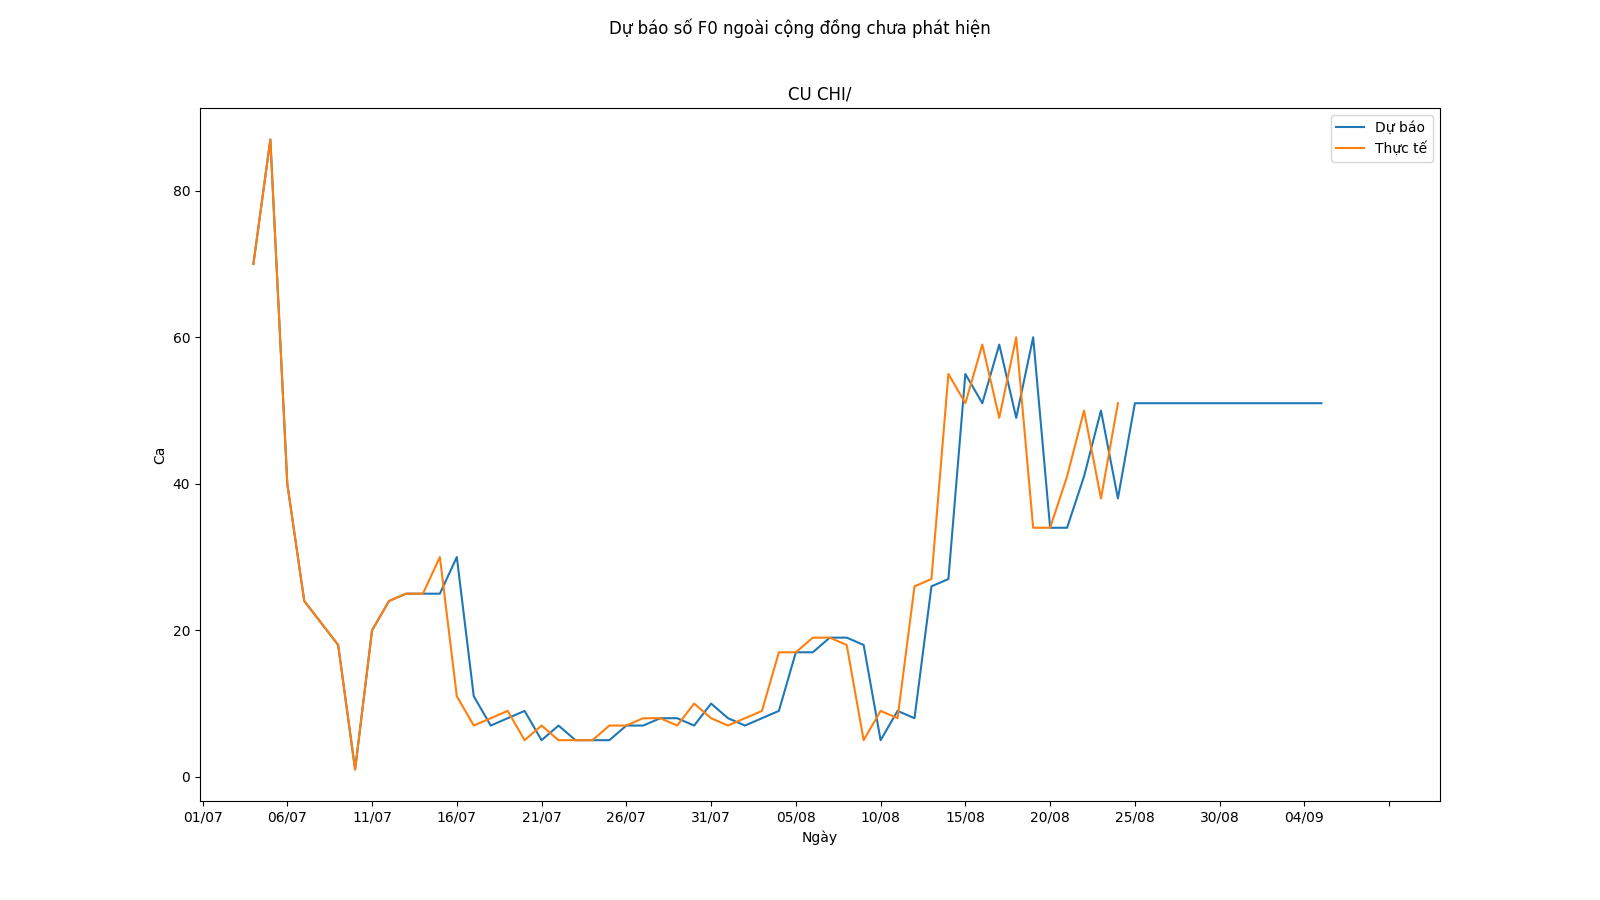 Dự báo số F0 ngoài cộng đồng chưa phát hiện
CU CHI/
Dự báo
Thực tế
80
60
40
20
0
Ca
01/07 06/07 11/07 16/07 21/07 26/07 31/07 05/08 10/08 15/08 20/08 25/08 30/08 04/09
Ngày